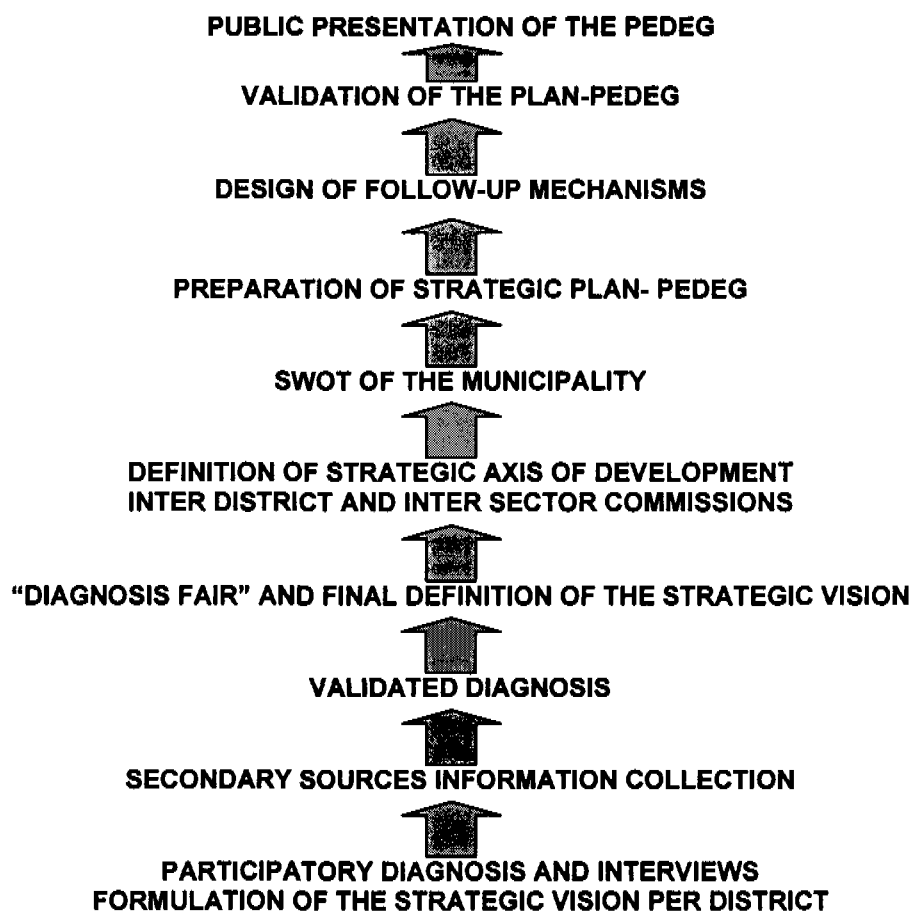 PUBLIC PRESENTATION OF THE PEDEG
VALIDATION OF THE PLAN-PEDEG
DESIGN OF FOLLOW-UP MECHANISMS
PREPARATION OF STRATEGIC PLAN- PEDEG
SWOT OF THE MUNICIPALITY
DEFINITION OF STRATEGIC AXIS OF DEVELOPMENT
INTER DISTRICT AND INTER SECTOR COMMISSIONS
“DIAGNOSIS FAIR” AND FINAL DEFINITION OF THE STRATEGIC VISION
VALIDATED DIAGNOSIS
SECONDARY SOURCES INFORMATION COLLECTION
PARTICIPATORY DIAGNOSIS AND INTERVIEWS
FORMULATION OF THE STRATEGIC VISION PER DISTRICT